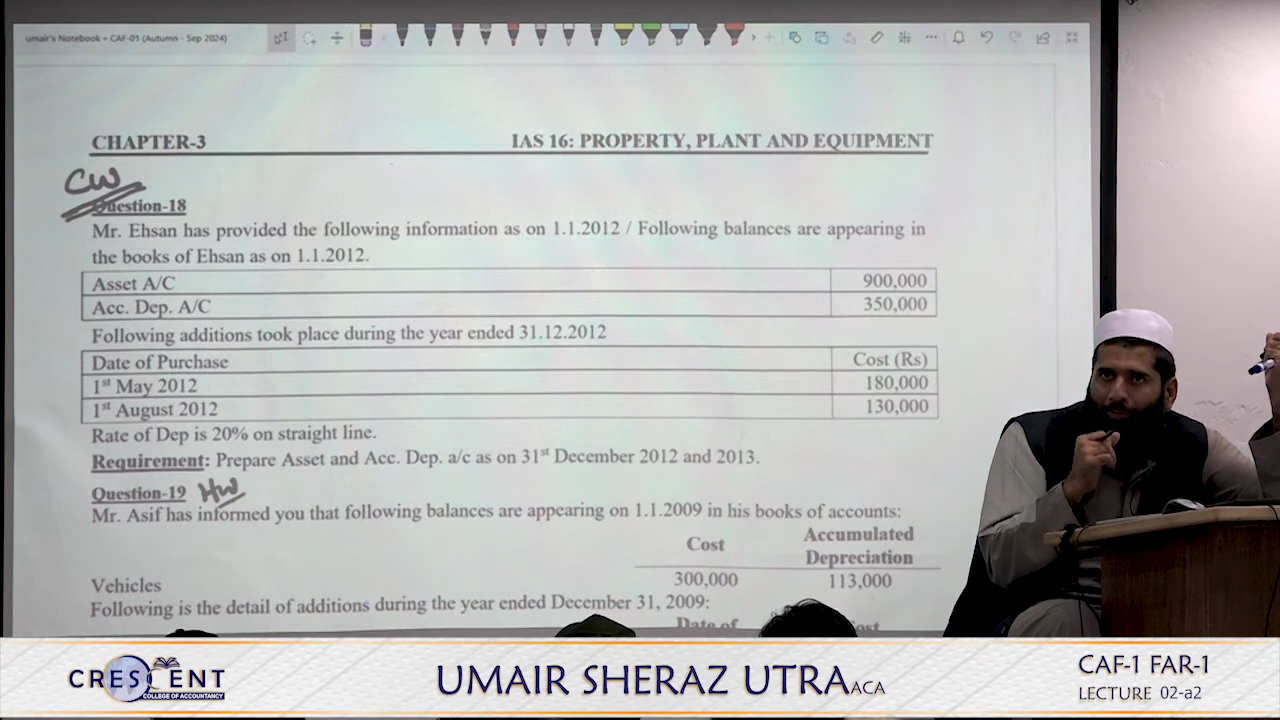 umair's Notebook » CAF-01 (Autumn - Sep 2024)
CHAPTER-3 IAS 16: PROPERTY, PLANT AND EQUIPMENT
CW
Question-18
Mr. Ehsan has provided the following information as on 1.1.2012 / Following balances are appearing in
the books of Ehsan as on 1.1.2012.
Asset A/C 900,000
Acc. Dep. A/C 350,000
Following additions took place during the year ended 31.12.2012
Date of Purchase Cost (Rs)
1st May 2012 180,000
1st August 2012 130,000
Rate of Dep is 20% on straight line.
Requirement: Prepare Asset and Acc. Dep. a/c as on 31st December 2012 and 2013.
Question-19 HW
Mr. Asif has informed you that following balances are appearing on 1.1.2009 in his books of accounts:
Cost Accumulated
Depreciation
Vehicles 300,000 113,000
Following is the detail of additions during the year ended December 31, 2009:
Date of
CRESCENT
COLLEGE OF ACCOUNTANCY
UMAIR SHERAZ UTRA ACA
CAF-1 FAR-1
LECTURE 02-a2